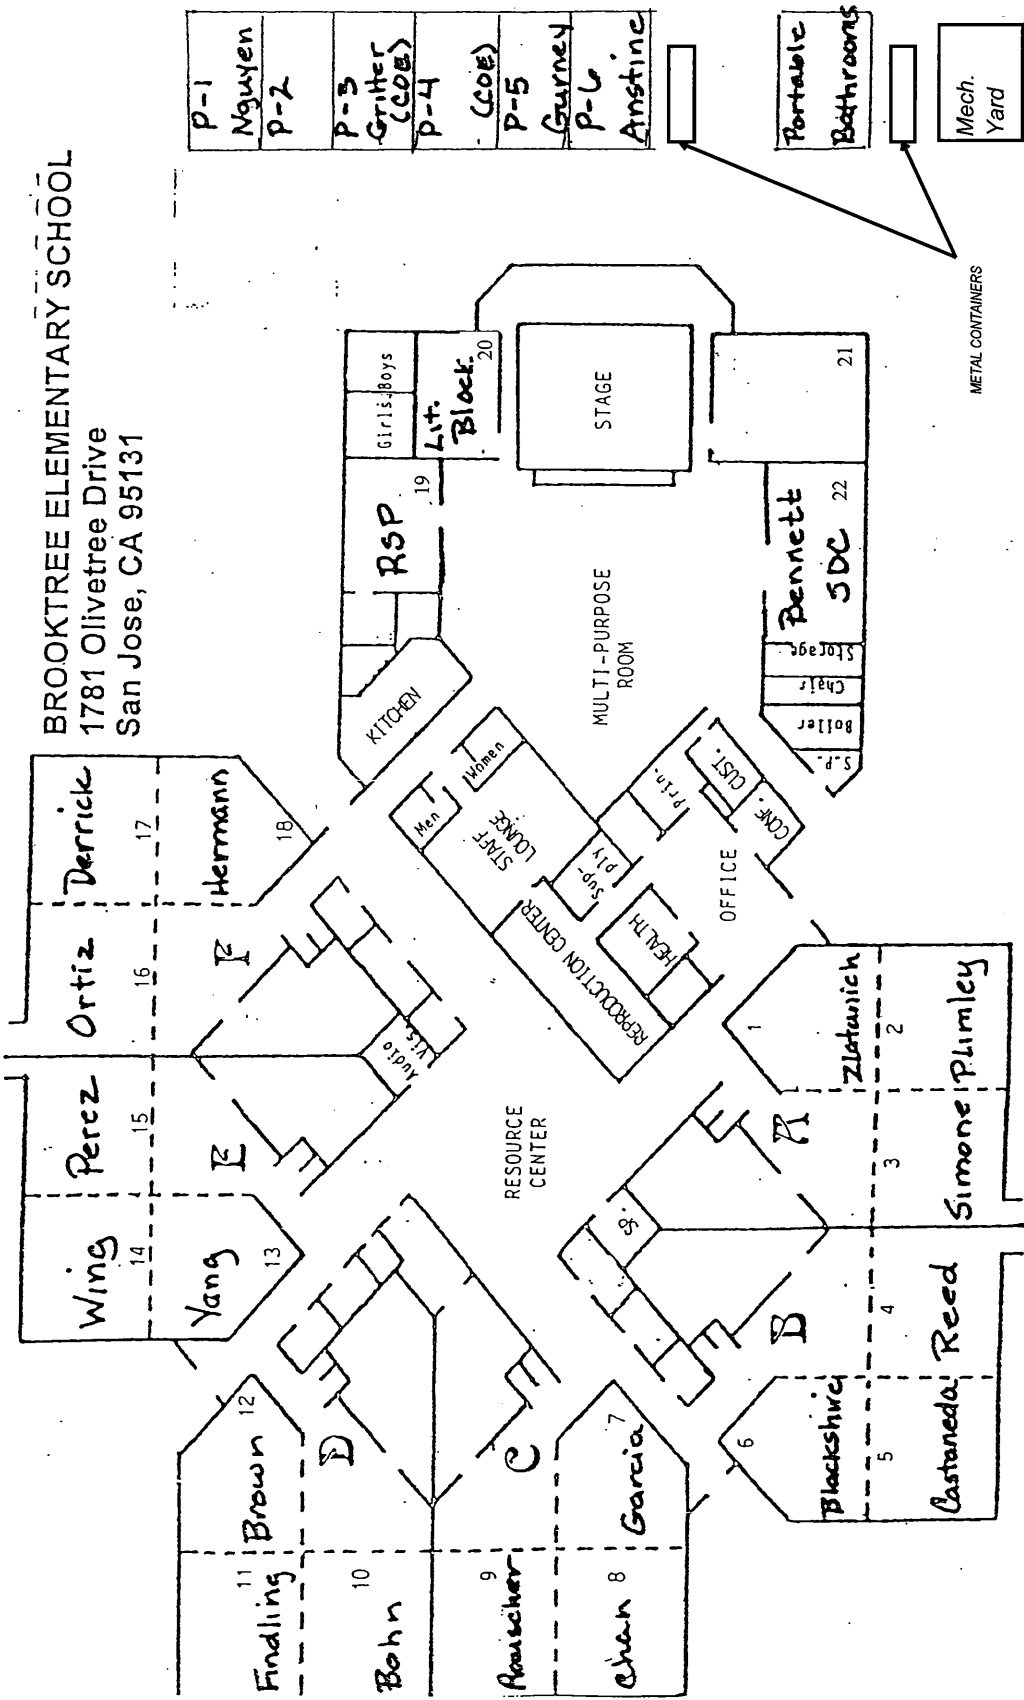 BROOKTREE ELEMENTARY SCHOOL
1781 Olivetree Drive
San Jose, CA 95131
P-1
Nguyen
P-2
P-3
Gritter
(COE)
P-4
(COE)
P-5
Gurney
P-6
Anstine
Portable
Bathrooms
Mech.
Yard
METAL CONTAINERS
Girls
Boys
Lit.
Block
20
RSP
19
STAGE
21
Bennett
SDC
22
Storage
Chair
Boiler
S.P.
MULTI-PURPOSE
ROOM
KITCHEN
Men
Women
STAFF
LOUNGE
Sup-
ply
Prin.
CUST.
CONF.
OFFICE
HEALTH
REPRODUCTION CENTER
RESOURCE
CENTER
Audio
Vis.
Derrick
17
Hermann
18
Ortiz
16
F
Perez
15
E
Wing
14
Yang
13
Brown
12
Findling
11
D
Bohn
10
Rauscher
9
C
Chan
8
Garcia
7
Blackshire
6
Castaneda
5
B
Reed
4
Simone
3
A
Plimley
2
Zlatunich
1
Sp.